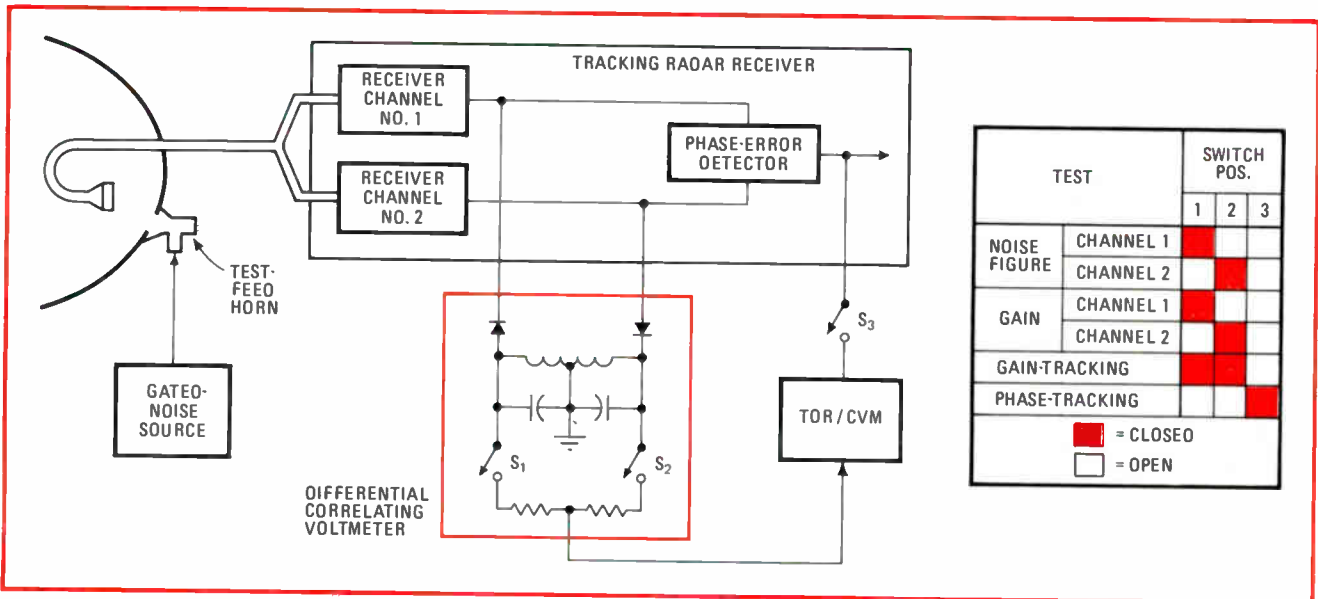 TRACKING RADAR RECEIVER
RECEIVER
CHANNEL
NO. 1
PHASE-ERROR
DETECTOR
RECEIVER
CHANNEL
NO. 2
TEST-
FEEO
HORN
GATEO-
NOISE
SOURCE
S1
S2
S3
TOR / CVM
OIFFERENTIAL
CORRELATING
VOLTMETER
TEST
SWITCH
POS.
1 2 3
NOISE
FIGURE
CHANNEL 1
CHANNEL 2
GAIN
CHANNEL 1
CHANNEL 2
GAIN-TRACKING
PHASE-TRACKING
= CLOSEO
= OPEN